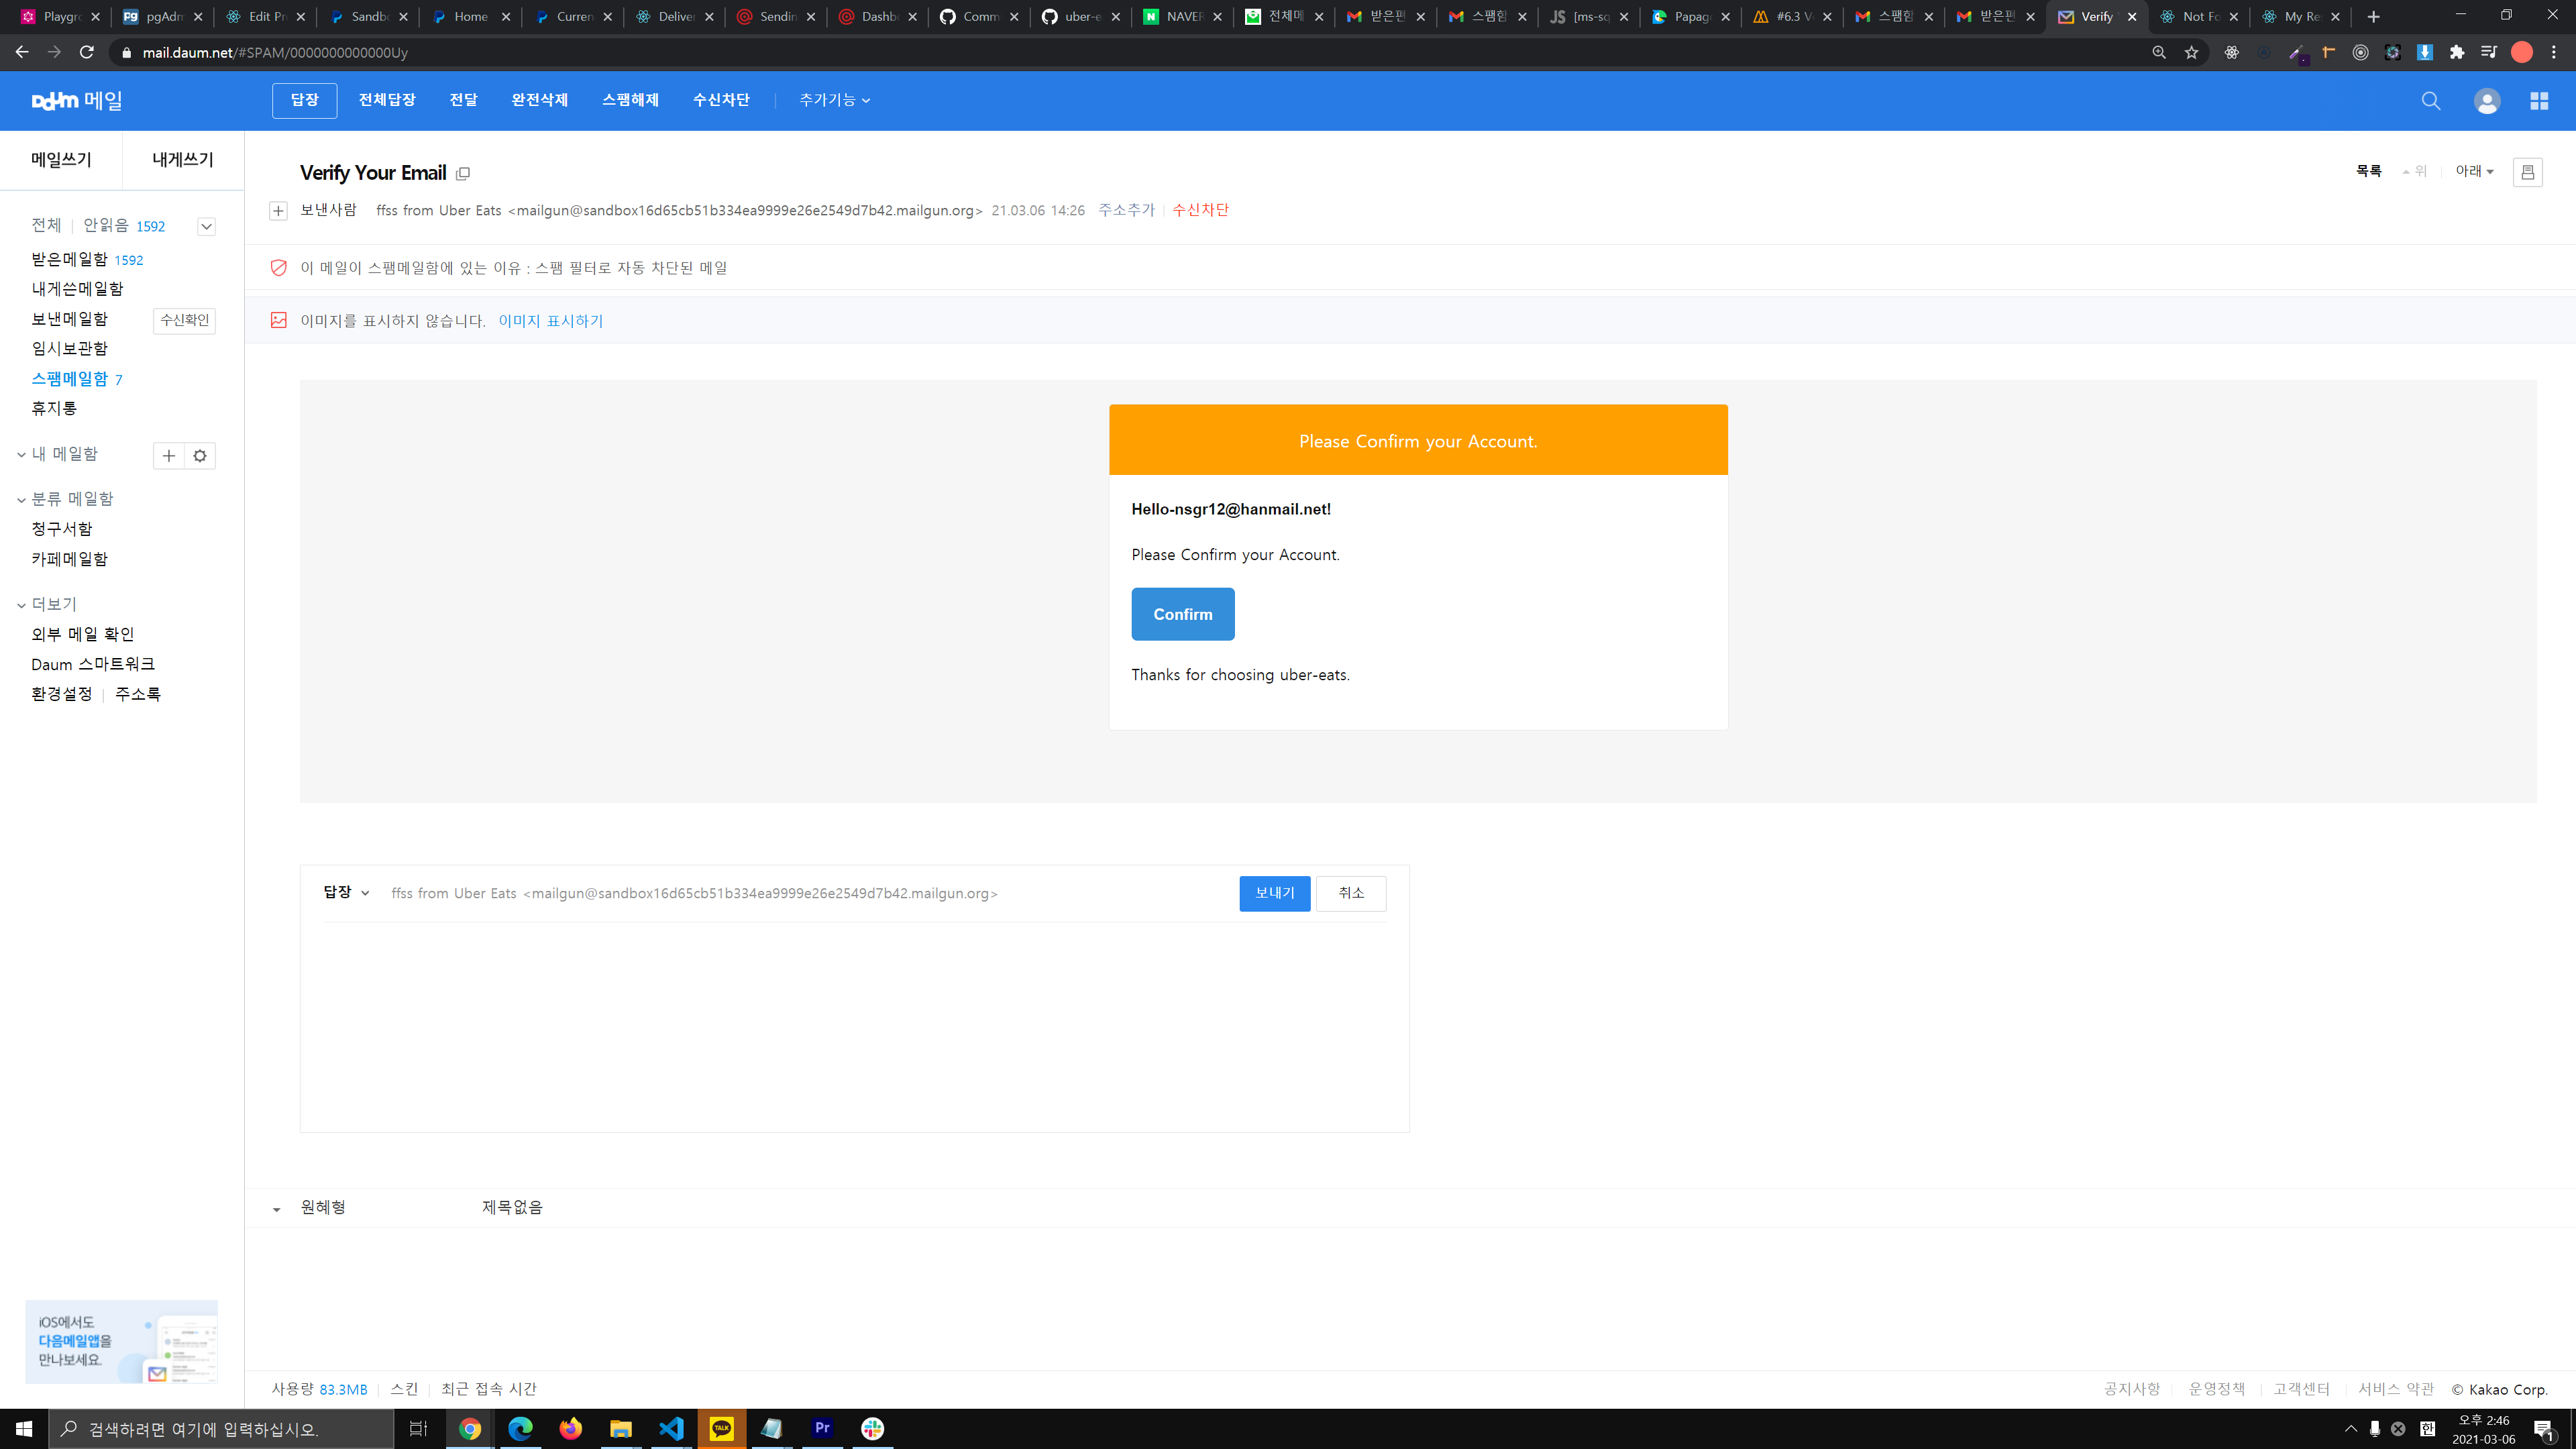 Playgro
pgAdm
Edit Pro
Sandbo
Home
Curren
Deliver
Sendin
Dashbo
Comm
uber-e
NAVER
전체메
받은편
스팸함
[ms-sq
Papago
#6.3 Ve
스팸함
받은편
Verify Y
Not Fo
My Re
mail.daum.net/#SPAM/0000000000000Uy
Daum 메일
답장 전체답장 전달 완전삭제 스팸해제 수신차단 추가기능
메일쓰기 내게쓰기
전체 | 안읽음 1592
받은메일함 1592
내게쓴메일함
보낸메일함 수신확인
임시보관함
스팸메일함 7
휴지통
내 메일함
분류 메일함
청구서함
카페메일함
더보기
외부 메일 확인
Daum 스마트워크
환경설정 | 주소록
iOS에서도
다음메일앱을
만나보세요.
Verify Your Email
목록 위 아래
보낸사람 ffss from Uber Eats <mailgun@sandbox16d65cb51b334ea9999e26e2549d7b42.mailgun.org> 21.03.06 14:26 주소추가 | 수신차단
이 메일이 스팸메일함에 있는 이유 : 스팸 필터로 자동 차단된 메일
이미지를 표시하지 않습니다. 이미지 표시하기
Please Confirm your Account.
Hello-nsgr12@hanmail.net!
Please Confirm your Account.
Confirm
Thanks for choosing uber-eats.
답장 ffss from Uber Eats <mailgun@sandbox16d65cb51b334ea9999e26e2549d7b42.mailgun.org> 보내기 취소
원혜형 제목없음
사용량 83.3MB | 스킨 | 최근 접속 시간
공지사항 | 운영정책 | 고객센터 | 서비스 약관 © Kakao Corp.
검색하려면 여기에 입력하십시오.
TALK
Pr
한
오후 2:46
2021-03-06
1